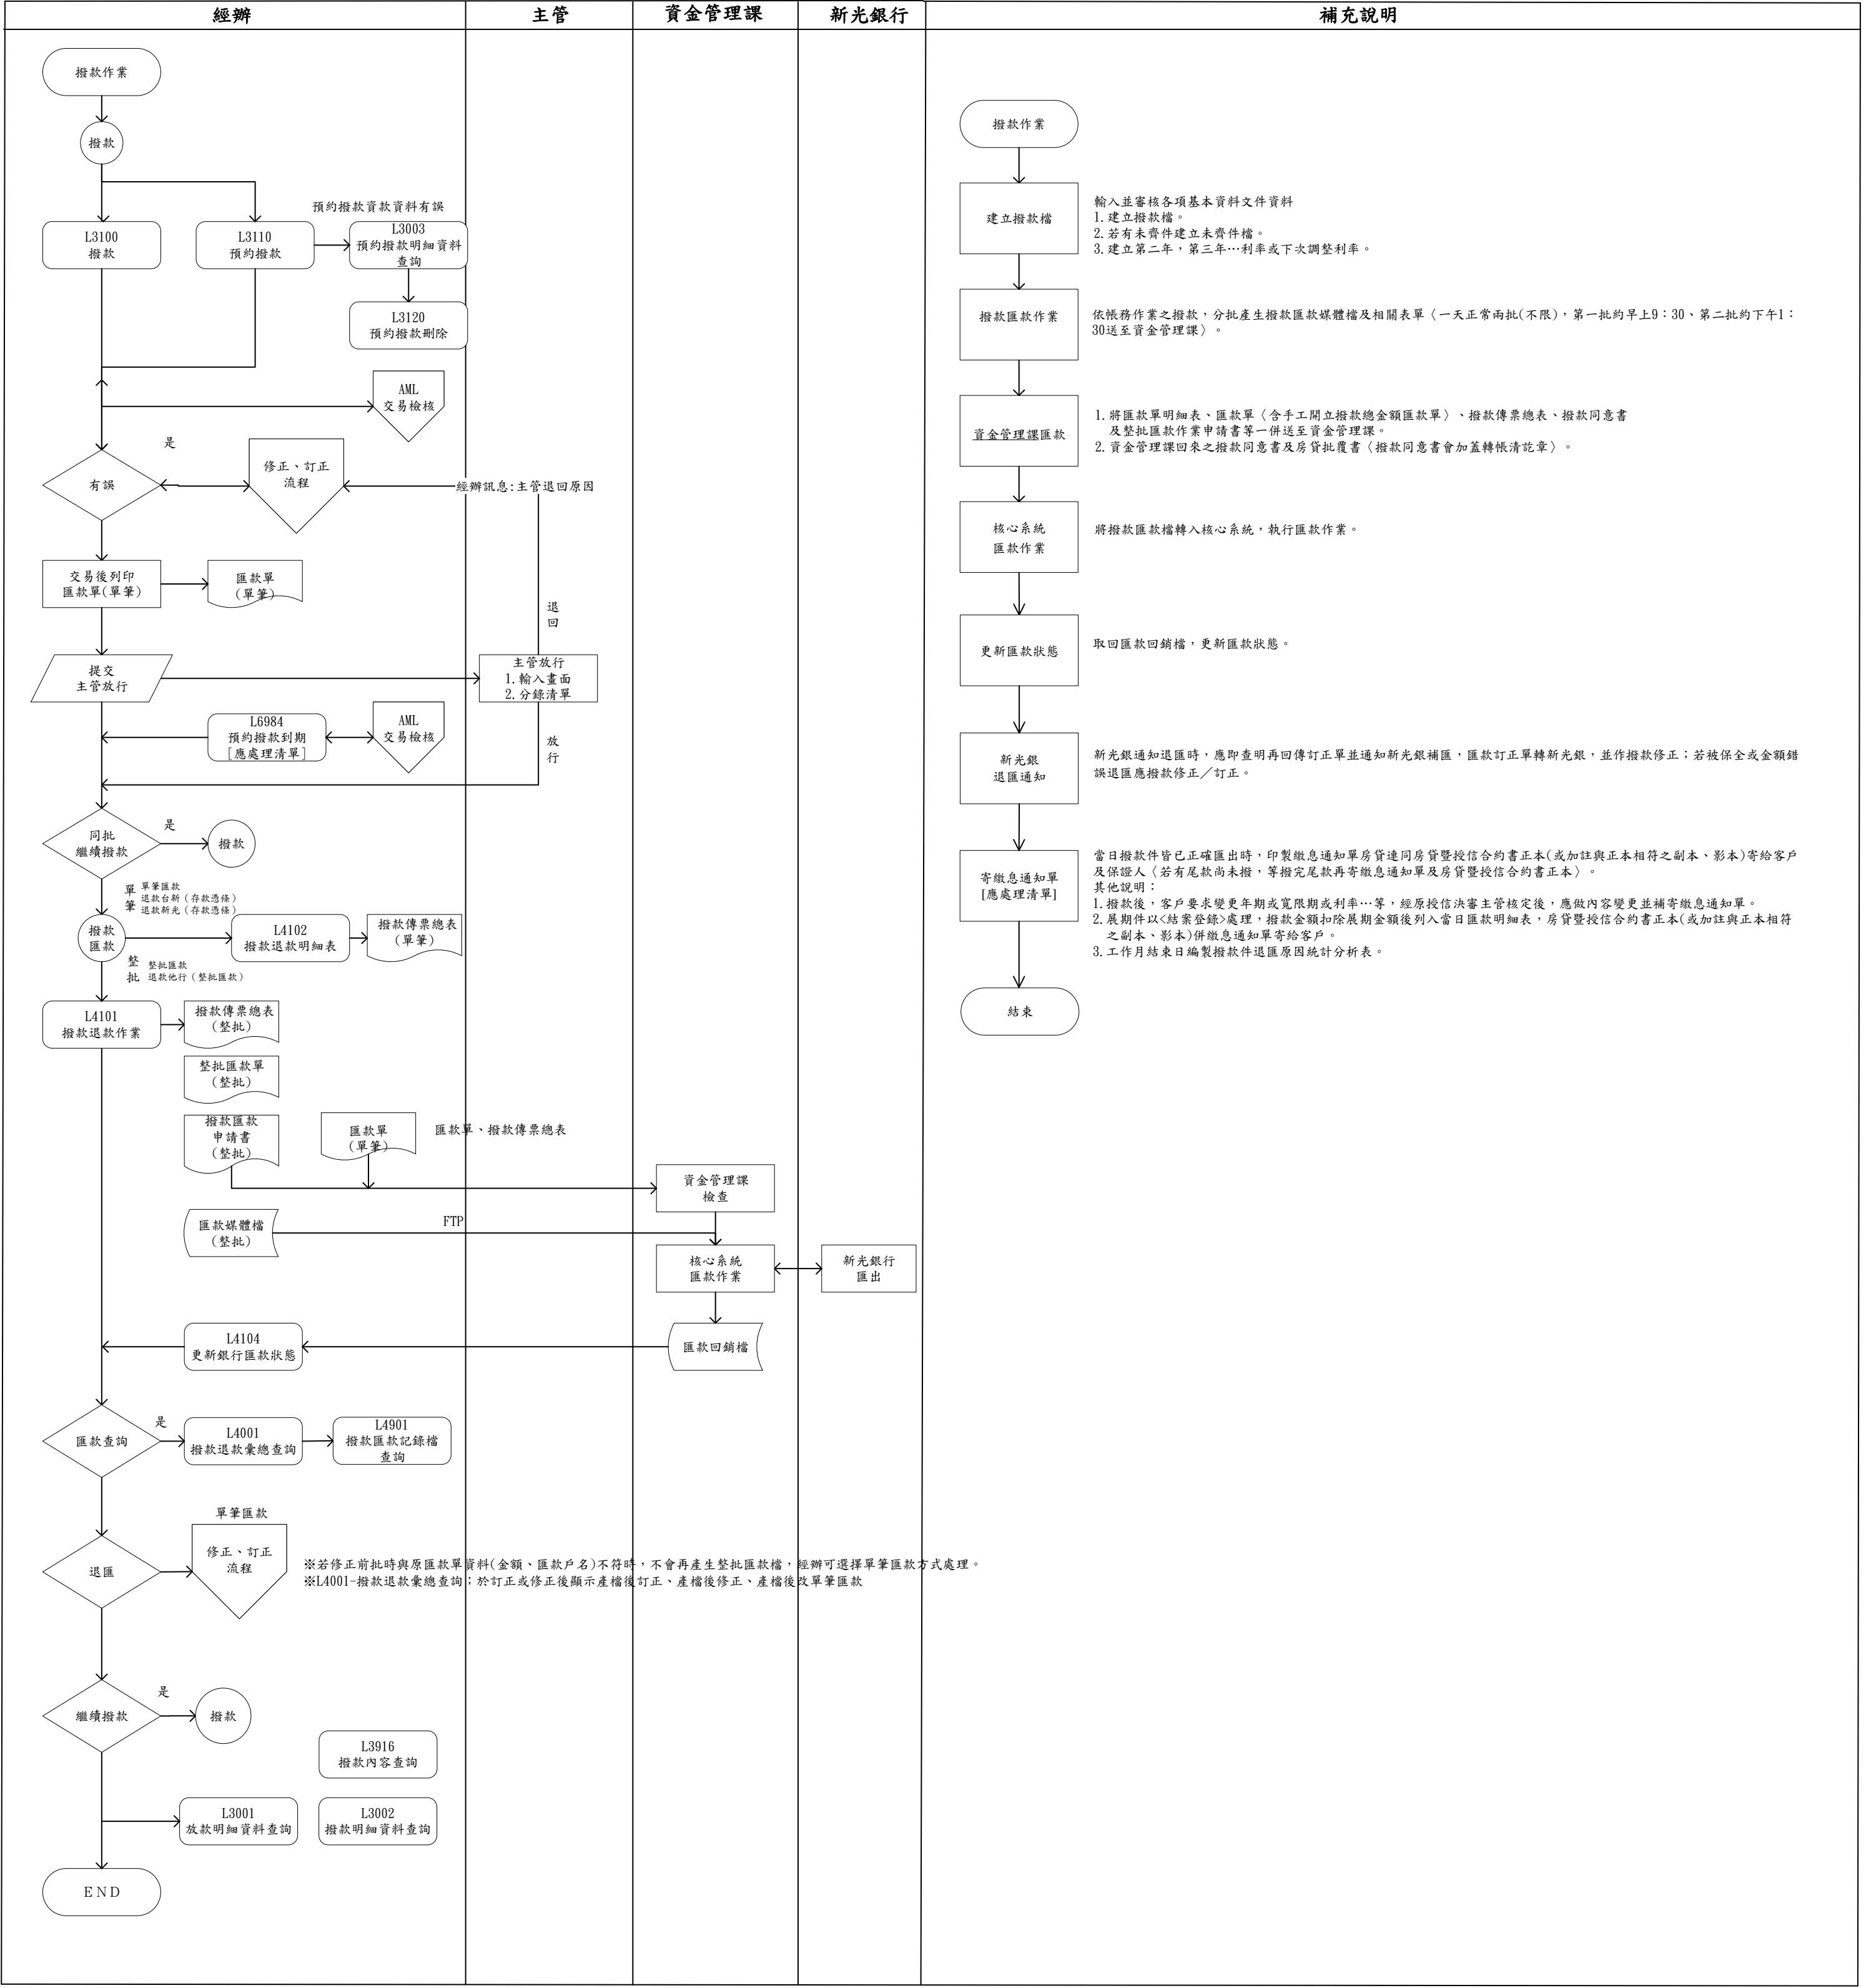 經辦
主管
資金管理課
新光銀行
補充說明
撥款作業
撥款
預約撥款資款資料有誤
L3100
撥款
L3110
預約撥款
L3003
預約撥款明細資料
查詢
L3120
預約撥款刪除
AML
交易檢核
是
有誤
修正、訂正
流程
經辦訊息:主管退回原因
交易後列印
匯款單(單筆)
匯款單
(單筆)
退
回
提交
主管放行
主管放行
1.輸入畫面
2.分錄清單
L6984
預約撥款到期
[應處理清單]
AML
交易檢核
放
行
同批
繼續撥款
是
撥款
單
筆
單筆匯款
退款台新（存款憑條）
退款新光（存款憑條）
撥款
匯款
L4102
撥款退款明細表
撥款傳票總表
（單筆）
整
批
整批匯款
退款他行（整批匯款）
L4101
撥款退款作業
撥款傳票總表
（整批）
整批匯款單
（整批）
撥款匯款
申請書
（整批）
匯款單
(單筆)
匯款單、撥款傳票總表
資金管理課
檢查
匯款媒體檔
（整批）
FTP
核心系統
匯款作業
新光銀行
匯出
L4104
更新銀行匯款狀態
匯款回銷檔
匯款查詢
是
L4001
撥款退款彙總查詢
L4901
撥款匯款記錄檔
查詢
單筆匯款
退匯
修正、訂正
流程
※若修正前批時與原匯款單資料(金額、匯款戶名)不符時，不會再產生整批匯款檔，經辦可選擇單筆匯款方式處理。
※L4001-撥款退款彙總查詢；於訂正或修正後顯示產檔後訂正、產檔後修正、產檔後改單筆匯款
繼續撥款
是
撥款
L3916
撥款內容查詢
L3001
放款明細資料查詢
L3002
撥款明細資料查詢
ＥＮＤ
撥款作業
建立撥款檔
輸入並審核各項基本資料文件資料
1.建立撥款檔。
2.若有未齊件建立未齊件檔。
3.建立第二年，第三年…利率或下次調整利率。
撥款匯款作業
依帳務作業之撥款，分批產生撥款匯款媒體檔及相關表單〈一天正常兩批(不限)，第一批約早上9：30、第二批約下午1：
30送至資金管理課〉。
資金管理課匯款
1.將匯款單明細表、匯款單〈含手工開立撥款總金額匯款單〉、撥款傳票總表、撥款同意書
及整批匯款作業申請書等一併送至資金管理課。
2.資金管理課回來之撥款同意書及房貸批覆書〈撥款同意書會加蓋轉帳清訖章〉。
核心系統
匯款作業
將撥款匯款檔轉入核心系統，執行匯款作業。
更新匯款狀態
取回匯款回銷檔，更新匯款狀態。
新光銀
退匯通知
新光銀通知退匯時，應即查明再回傳訂正單並通知新光銀補匯，匯款訂正單轉新光銀，並作撥款修正；若被保全或金額錯
誤退匯應撥款修正／訂正。
寄繳息通知單
[應處理清單]
當日撥款件皆已正確匯出時，印製繳息通知單房貸連同房貸暨授信合約書正本(或加註與正本相符之副本、影本)寄給客戶
及保證人〈若有尾款尚未撥，等撥完尾款再寄繳息通知單及房貸暨授信合約書正本〉。
其他說明：
1.撥款後，客戶要求變更年期或寬限期或利率…等，經原授信決審主管核定後，應做內容變更並補寄繳息通知單。
2.展期件以<結案登錄>處理，撥款金額扣除展期金額後列入當日匯款明細表，房貸暨授信合約書正本(或加註與正本相符
之副本、影本)併繳息通知單寄給客戶。
3.工作月結束日編製撥款件退匯原因統計分析表。
結束